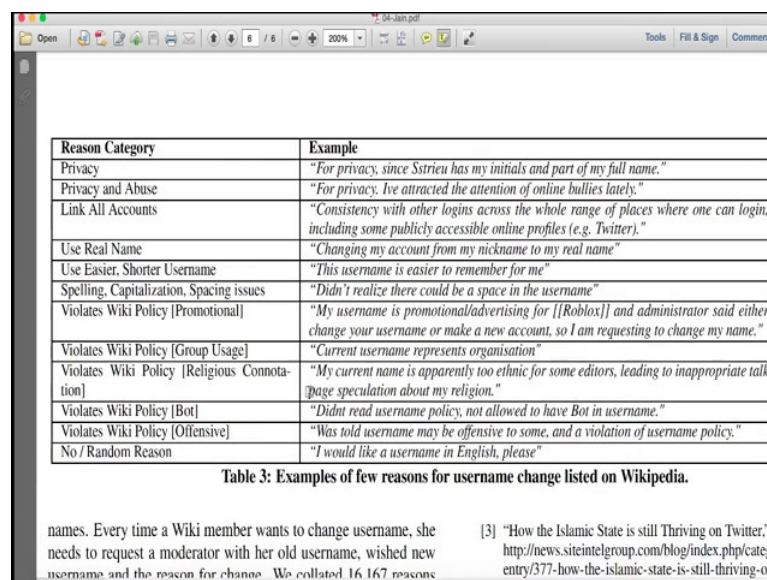 04-Jain.pdf
Open 6 / 6 200% Tools Fill & Sign Commen
Reason Category Example
Privacy "For privacy, since Sstrieu has my initials and part of my full name."
Privacy and Abuse "For privacy. Ive attracted the attention of online bullies lately."
Link All Accounts "Consistency with other logins across the whole range of places where one can login,
including some publicly accessible online profiles (e.g. Twitter)."
Use Real Name "Changing my account from my nickname to my real name"
Use Easier, Shorter Username "This username is easier to remember for me"
Spelling, Capitalization, Spacing issues "Didn't realize there could be a space in the username"
Violates Wiki Policy [Promotional] "My username is promotional/advertising for [[Roblox]] and administrator said either
change your username or make a new account, so I am requesting to change my name."
Violates Wiki Policy [Group Usage] "Current username represents organisation"
Violates Wiki Policy [Religious Connota- "My current name is apparently too ethnic for some editors, leading to inappropriate talk
tion] page speculation about my religion."
Violates Wiki Policy [Bot] "Didnt read username policy, not allowed to have Bot in username."
Violates Wiki Policy [Offensive] "Was told username may be offensive to some, and a violation of username policy."
No / Random Reason "I would like a username in English, please"
Table 3: Examples of few reasons for username change listed on Wikipedia.
names. Every time a Wiki member wants to change username, she
needs to request a moderator with her old username, wished new
username and the reason for change. We collated 16,167 reasons
[3] "How the Islamic State is still Thriving on Twitter,"
http://news.siteintelgroup.com/blog/index.php/categ
entry/377-how-the-islamic-state-is-still-thriving-o